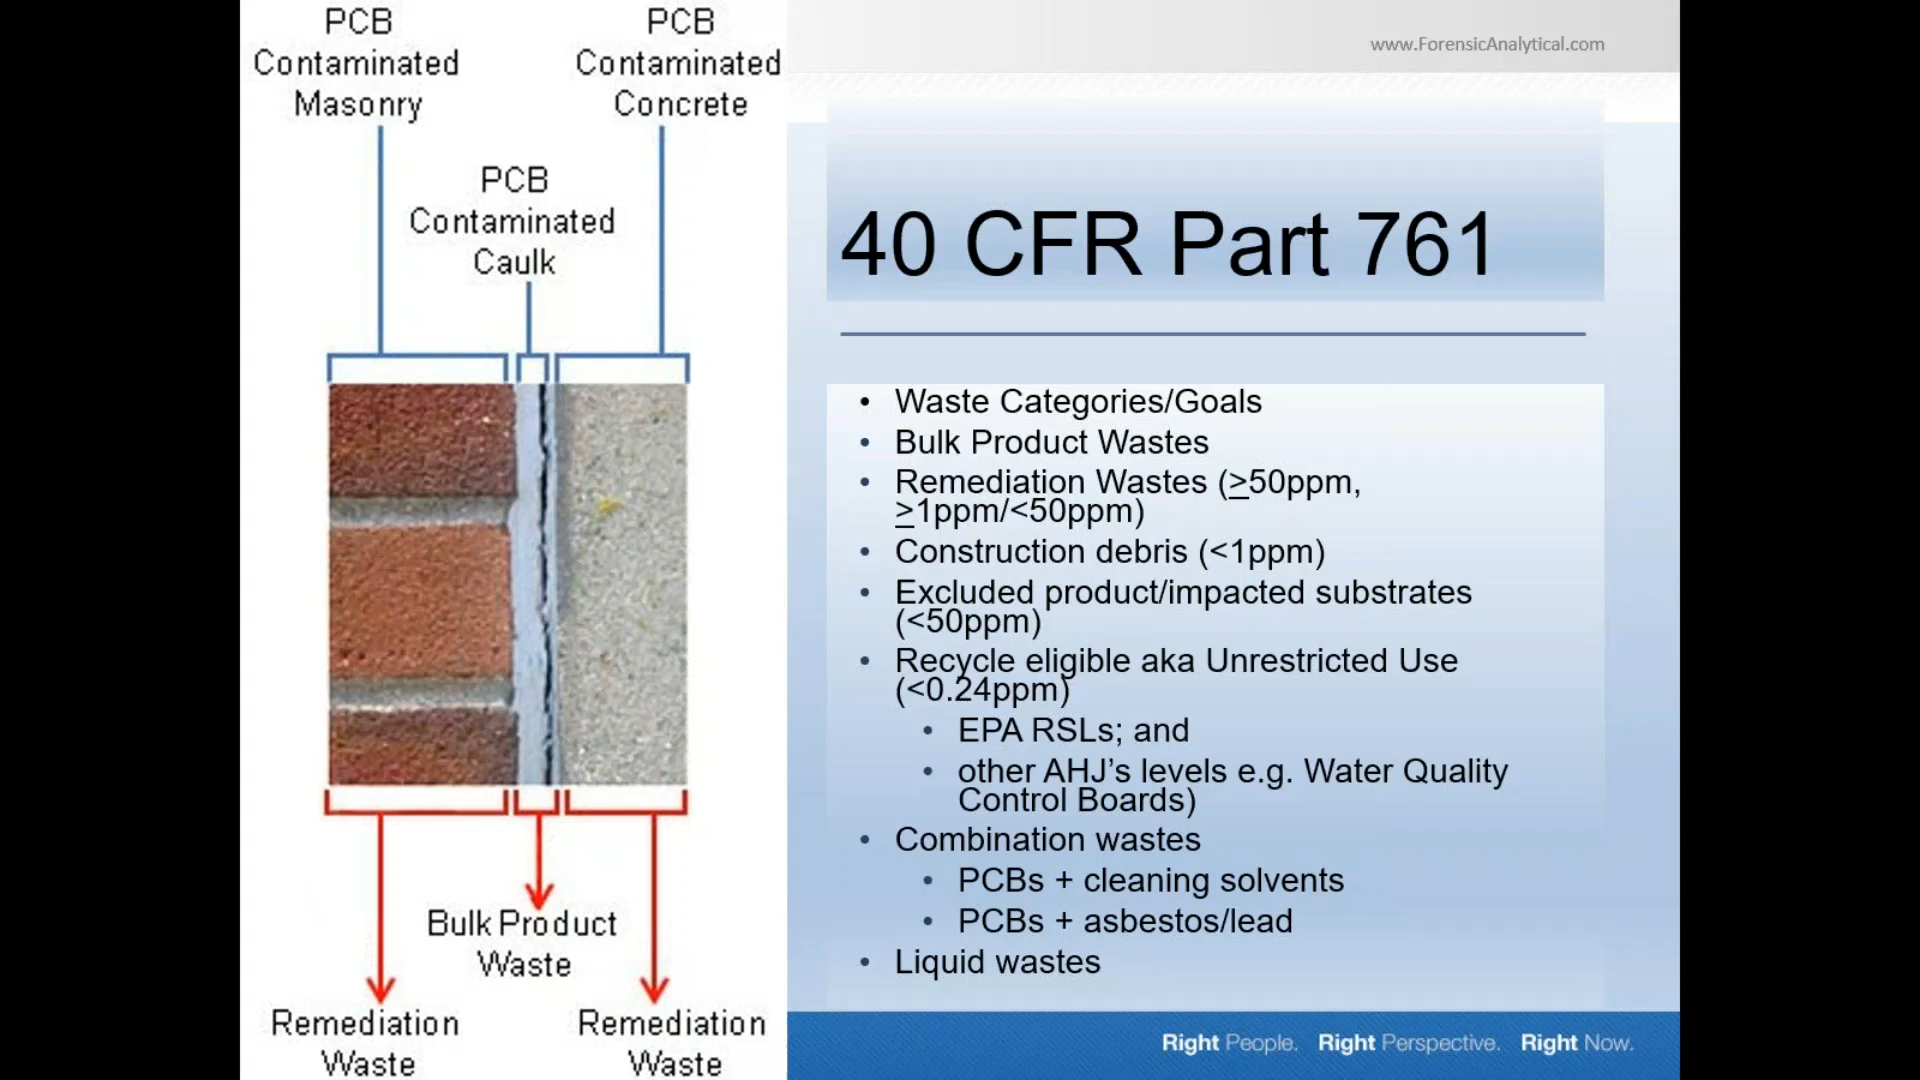 PCB
Contaminated
Masonry
PCB
Contaminated
Concrete
PCB
Contaminated
Caulk
Bulk Product
Waste
Remediation
Waste
Remediation
Waste
www.ForensicAnalytical.com
40 CFR Part 761
• Waste Categories/Goals
• Bulk Product Wastes
• Remediation Wastes (≥50ppm,
≥1ppm/<50ppm)
• Construction debris (<1ppm)
• Excluded product/impacted substrates
(<50ppm)
• Recycle eligible aka Unrestricted Use
(<0.24ppm)
• EPA RSLs; and
• other AHJ’s levels e.g. Water Quality
Control Boards)
• Combination wastes
• PCBs + cleaning solvents
• PCBs + asbestos/lead
• Liquid wastes
Right People. Right Perspective. Right Now.